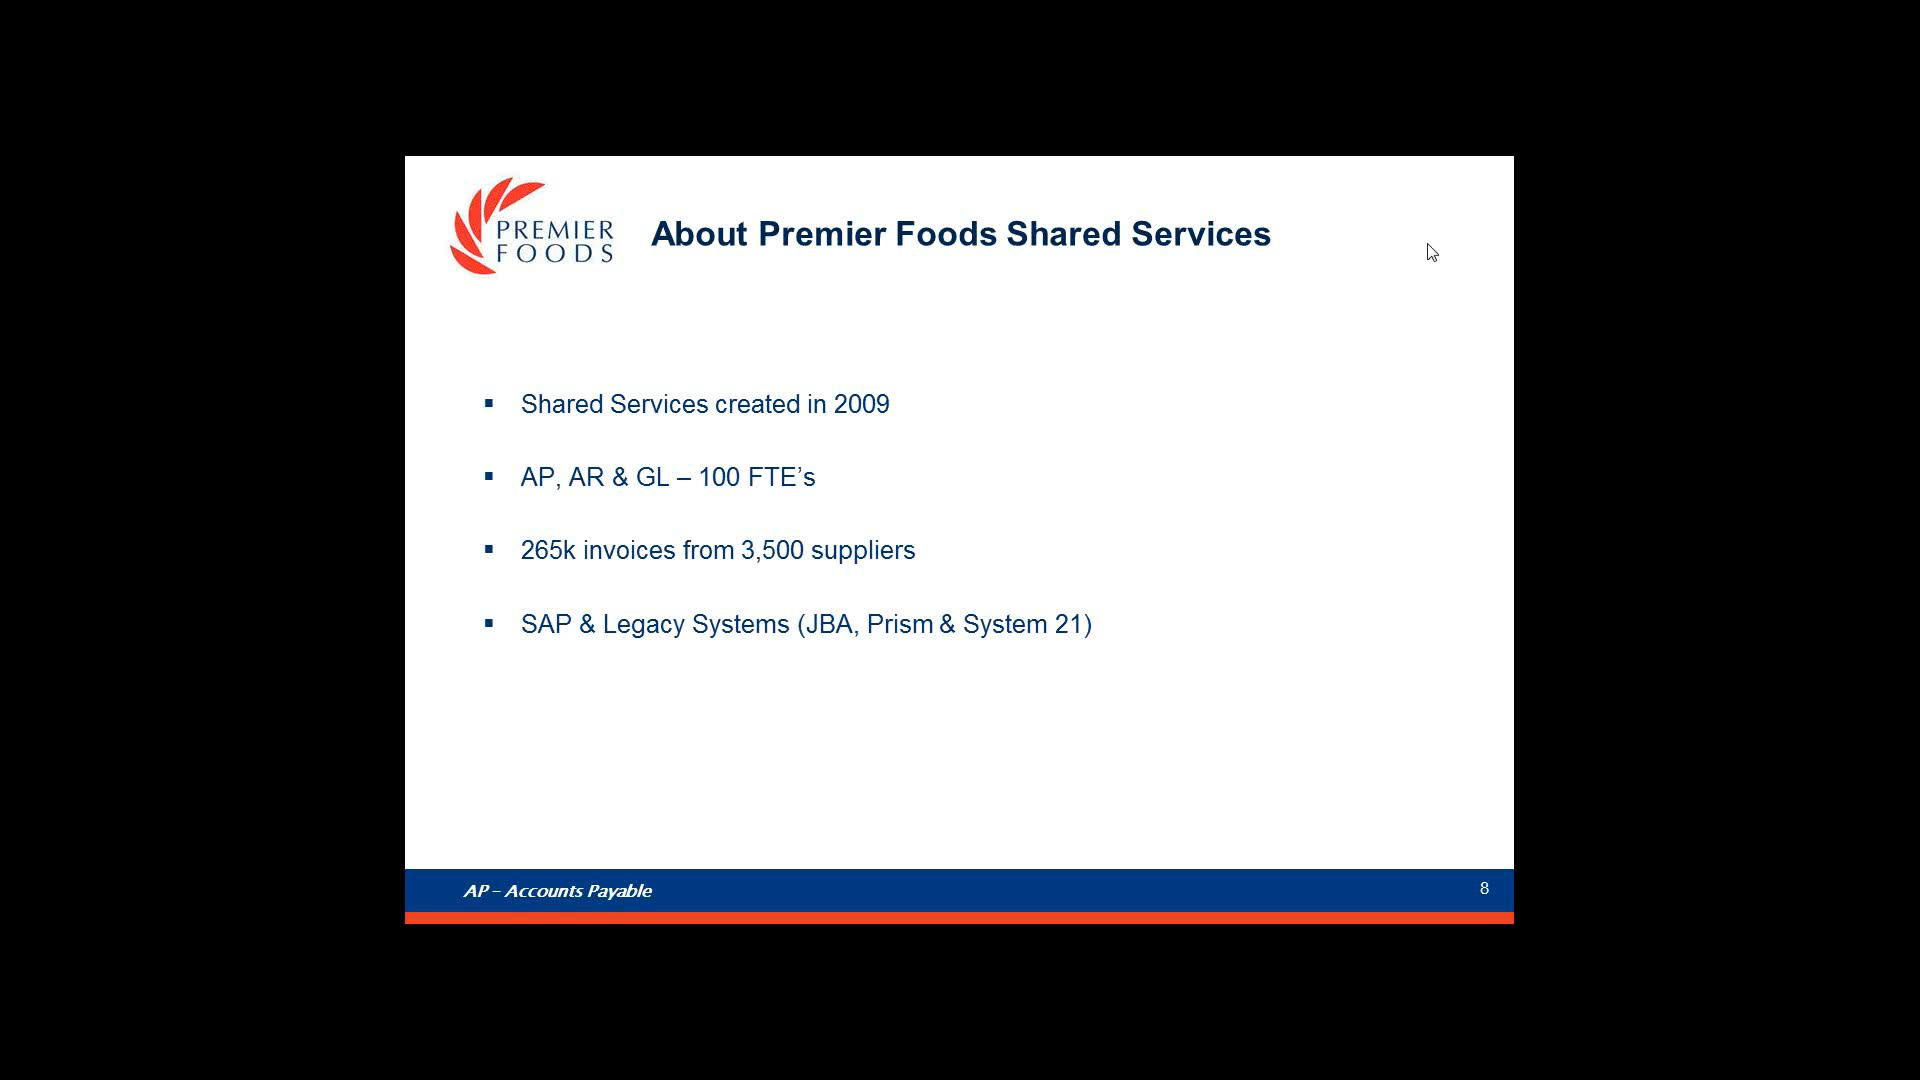 PREMIER
FOODS
About Premier Foods Shared Services
▪ Shared Services created in 2009
▪ AP, AR & GL – 100 FTE’s
▪ 265k invoices from 3,500 suppliers
▪ SAP & Legacy Systems (JBA, Prism & System 21)
AP – Accounts Payable
8